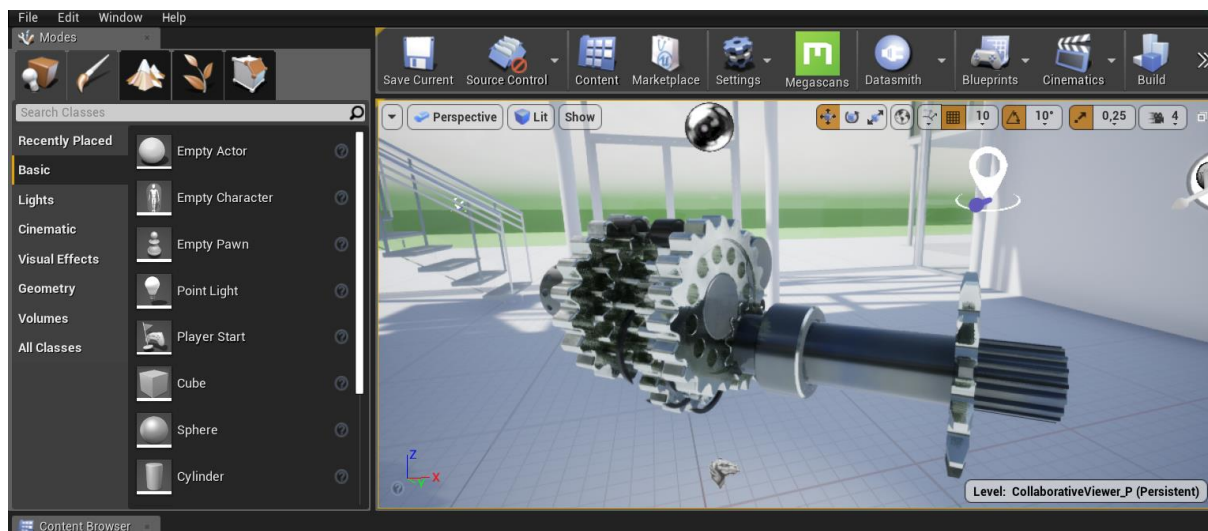 File Edit Window Help
Modes
Search Classes
Recently Placed
Basic
Lights
Cinematic
Visual Effects
Geometry
Volumes
All Classes
Empty Actor
Empty Character
Empty Pawn
Point Light
Player Start
Cube
Sphere
Cylinder
Content Browser
Save Current Source Control Content Marketplace Settings Megascans Datasmith Blueprints Cinematics Build
Perspective Lit Show 10 10° 0,25 4
Z
X
Y
Level: CollaborativeViewer_P (Persistent)